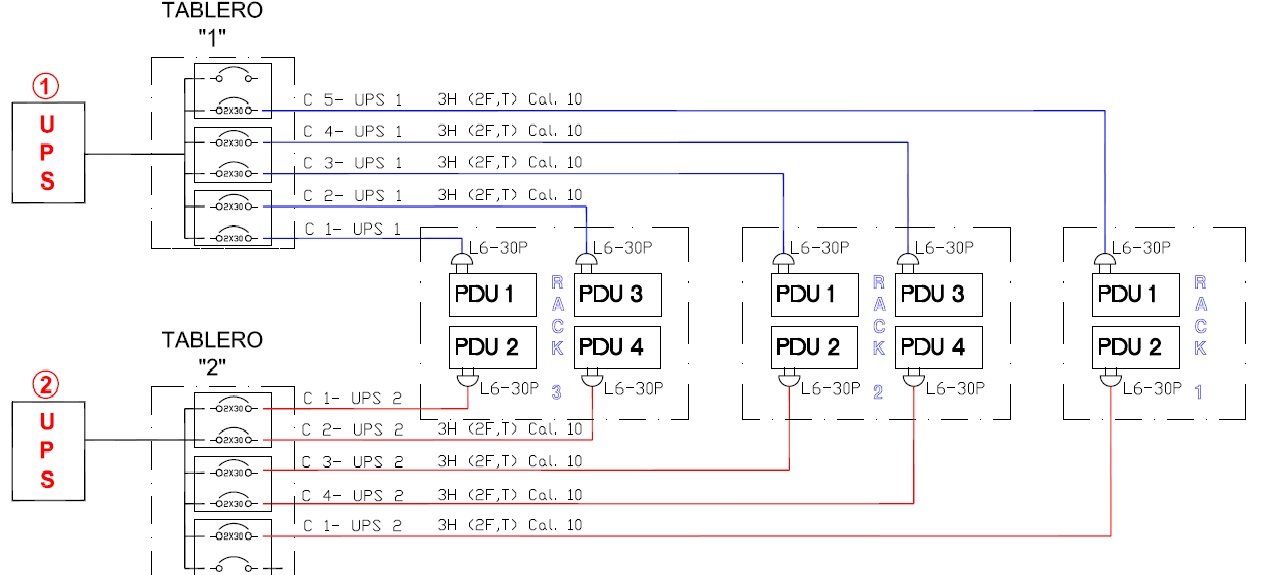 TABLERO
"1"
1
UPS
2X30
C 5- UPS 1 3H (2F,T) Cal. 10
2X30
C 4- UPS 1 3H (2F,T) Cal. 10
2X30
C 3- UPS 1 3H (2F,T) Cal. 10
2X30
C 2- UPS 1 3H (2F,T) Cal. 10
2X30
C 1- UPS 1
L6-30P L6-30P L6-30P L6-30P L6-30P
PDU 1 PDU 3 PDU 1 PDU 3 PDU 1
PDU 2 PDU 4 PDU 2 PDU 4 PDU 2
RACK 3
RACK 2
RACK 1
L6-30P L6-30P L6-30P L6-30P L6-30P
TABLERO
"2"
2
UPS
2X30
C 1- UPS 2
2X30
C 2- UPS 2 3H (2F,T) Cal. 10
2X30
C 3- UPS 2 3H (2F,T) Cal. 10
2X30
C 4- UPS 2 3H (2F,T) Cal. 10
2X30
C 1- UPS 2 3H (2F,T) Cal. 10